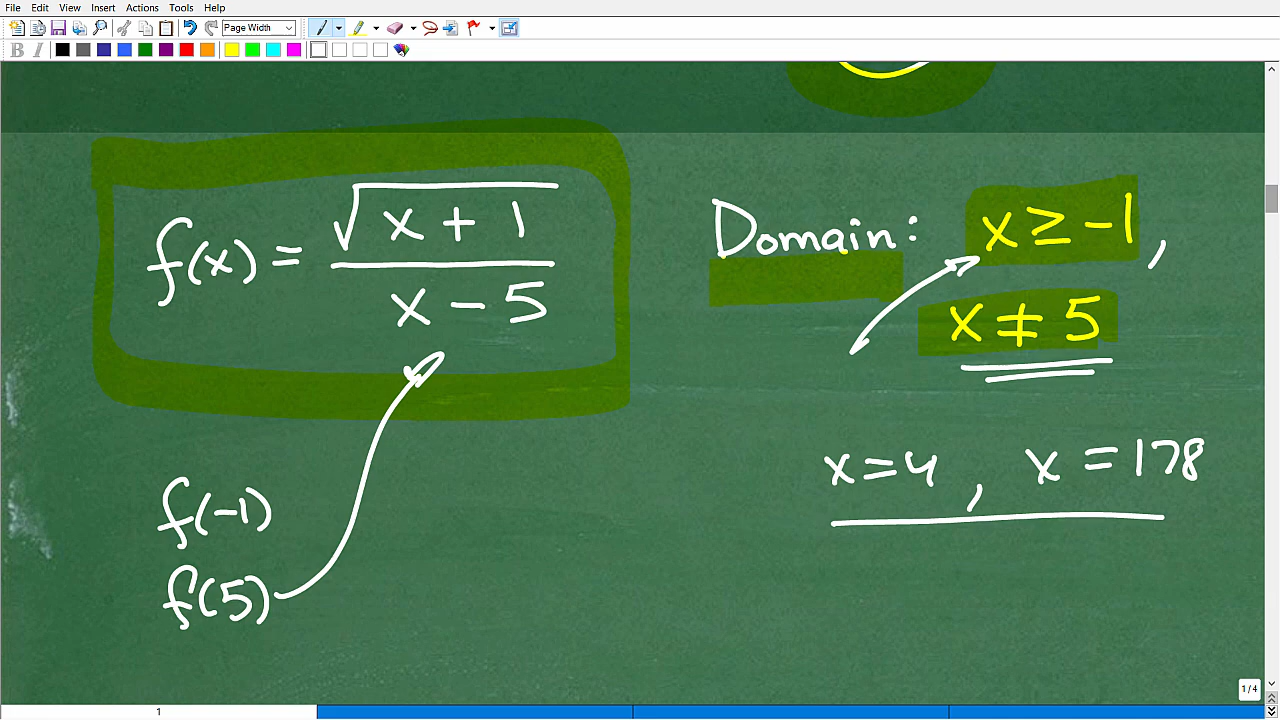 File Edit View Insert Actions Tools Help
Page Width
B I
f(x) = √(x + 1) / (x − 5)
Domain: x ≥ −1,
x ≠ 5
x = 4, x = 178
f(−1)
f(5)
1/4
1